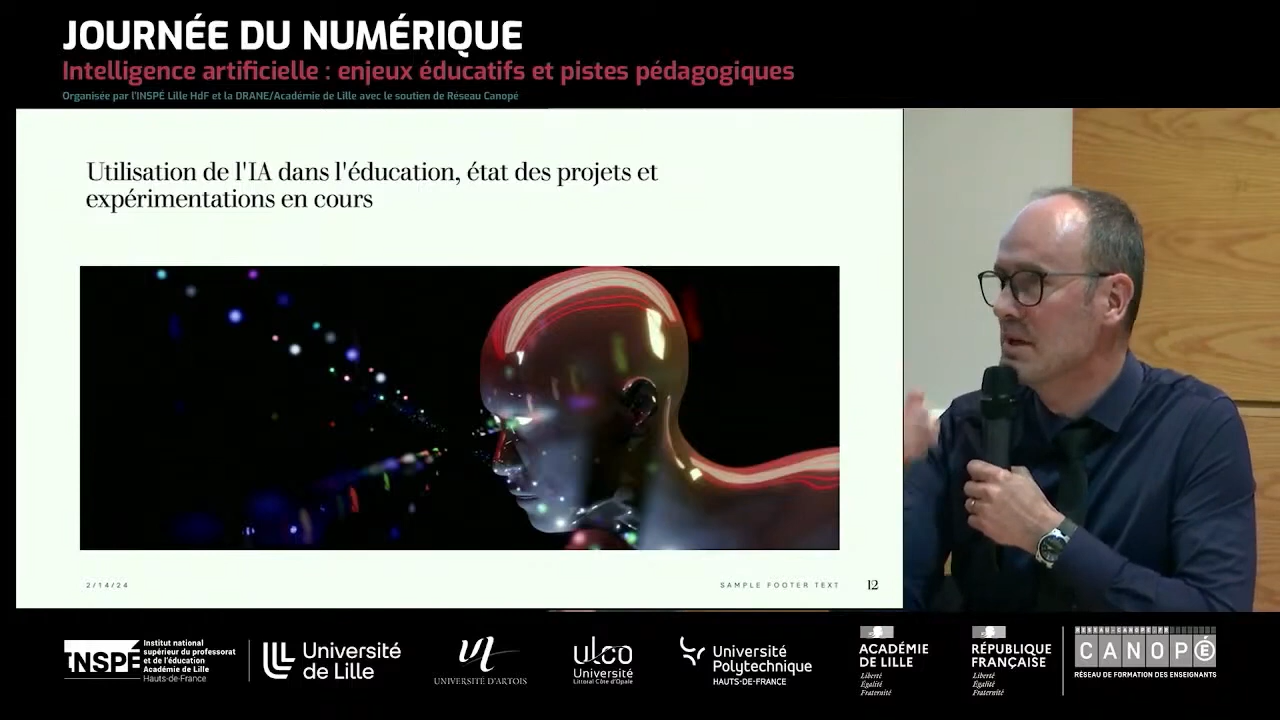 JOURNÉE DU NUMÉRIQUE
Intelligence artificielle : enjeux éducatifs et pistes pédagogiques
Organisée par l'INSPÉ Lille HdF et la DRANE/Académie de Lille avec le soutien de Réseau Canopé
Utilisation de l'IA dans l'éducation, état des projets et
expérimentations en cours
2/14/24
SAMPLE FOOTER TEXT
12
INSPÉ
Institut national
supérieur du professorat
et de l'éducation
Académie de Lille
Hauts-de-France
Université
de Lille
UNIVERSITÉ D'ARTOIS
ulco
Université
Littoral Côte d'Opale
Université
Polytechnique
HAUTS-DE-FRANCE
ACADÉMIE
DE LILLE
Liberté
Égalité
Fraternité
RÉPUBLIQUE
FRANÇAISE
Liberté
Égalité
Fraternité
RESEAU-CANOPE.FR
CANOPÉ
RÉSEAU DE FORMATION DES ENSEIGNANTS